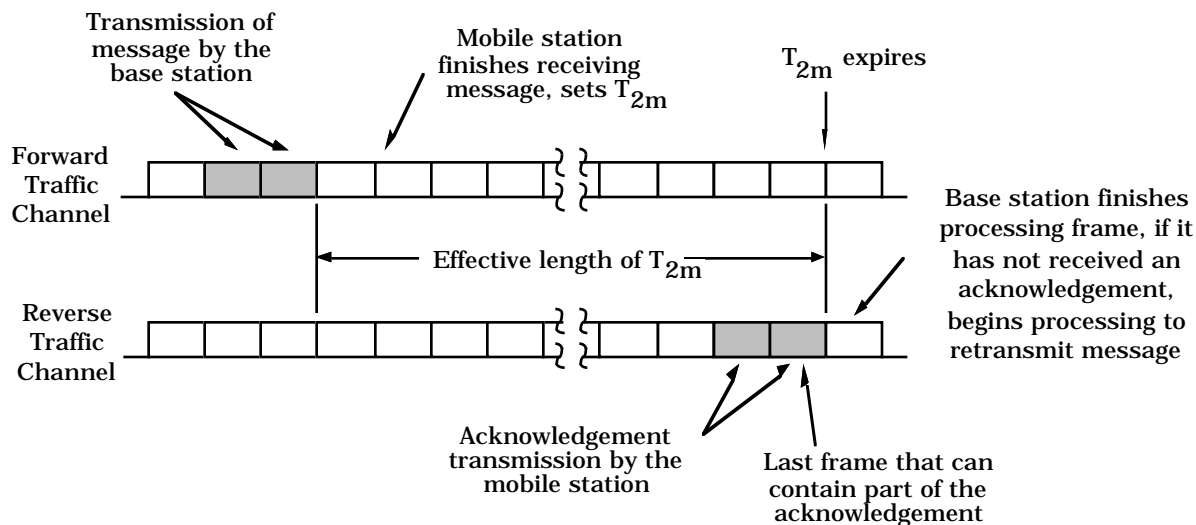 Transmission of
message by the
base station
Mobile station
finishes receiving
message, sets T2m
T2m expires
Forward
Traffic
Channel
Effective length of T2m
Base station finishes
processing frame, if it
has not received an
acknowledgement,
begins processing to
retransmit message
Reverse
Traffic
Channel
Acknowledgement
transmission by the
mobile station
Last frame that can
contain part of the
acknowledgement